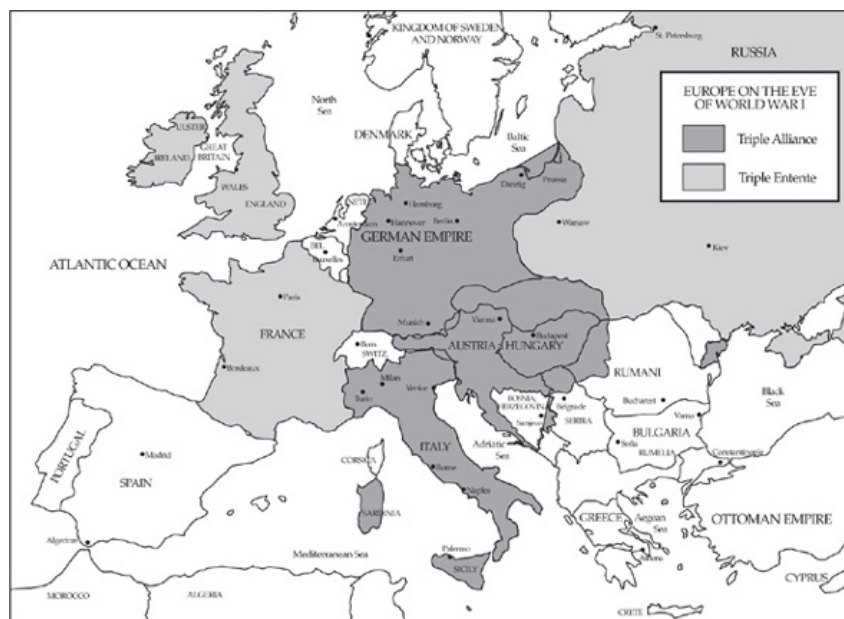 KINGDOM OF SWEDEN
AND NORWAY
St. Petersburg
RUSSIA
EUROPE ON THE EVE
OF WORLD WAR I
Triple Alliance
Triple Entente
North
Sea
DENMARK
Baltic
Sea
ULSTER
IRELAND
GREAT
BRITAIN
WALES
ENGLAND
Danzig
Prussia
Hamburg
NETH
Amsterdam
Hannover
Berlin
Warsaw
Kiev
GERMAN EMPIRE
BEL.
Bruxelles
Erfurt
ATLANTIC OCEAN
Paris
FRANCE
Munich
Vienna
Budapest
AUSTRIA HUNGARY
Bern
SWITZ
Bordeaux
Milan
Turin
Venice
RUMANI
BOSNIA,
HERZEGOVINA
Sarajevo
Belgrade
SERBIA
Bucharest
Black
Sea
Varna
BULGARIA
Sofia
RUMELIA
Constantinople
PORTUGAL
Madrid
SPAIN
CORSICA
ITALY
Adriatic
Sea
Rome
Naples
SARDINIA
GREECE
Aegean
Sea
OTTOMAN EMPIRE
Algeciras
Mediterranean Sea
Palermo
SICILY
Athens
CYPRUS
MOROCCO
ALGERIA
CRETE